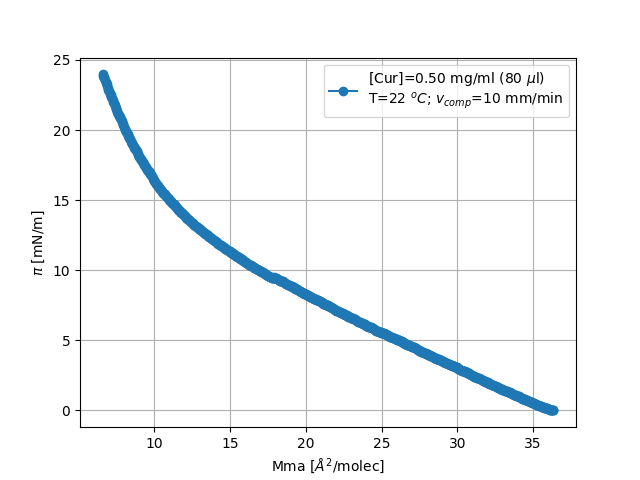 25
20
15
10
5
0
π [mN/m]
[Cur]=0.50 mg/ml (80 μl)
T=22 °C; v_comp=10 mm/min
10 15 20 25 30 35
Mma [Å²/molec]